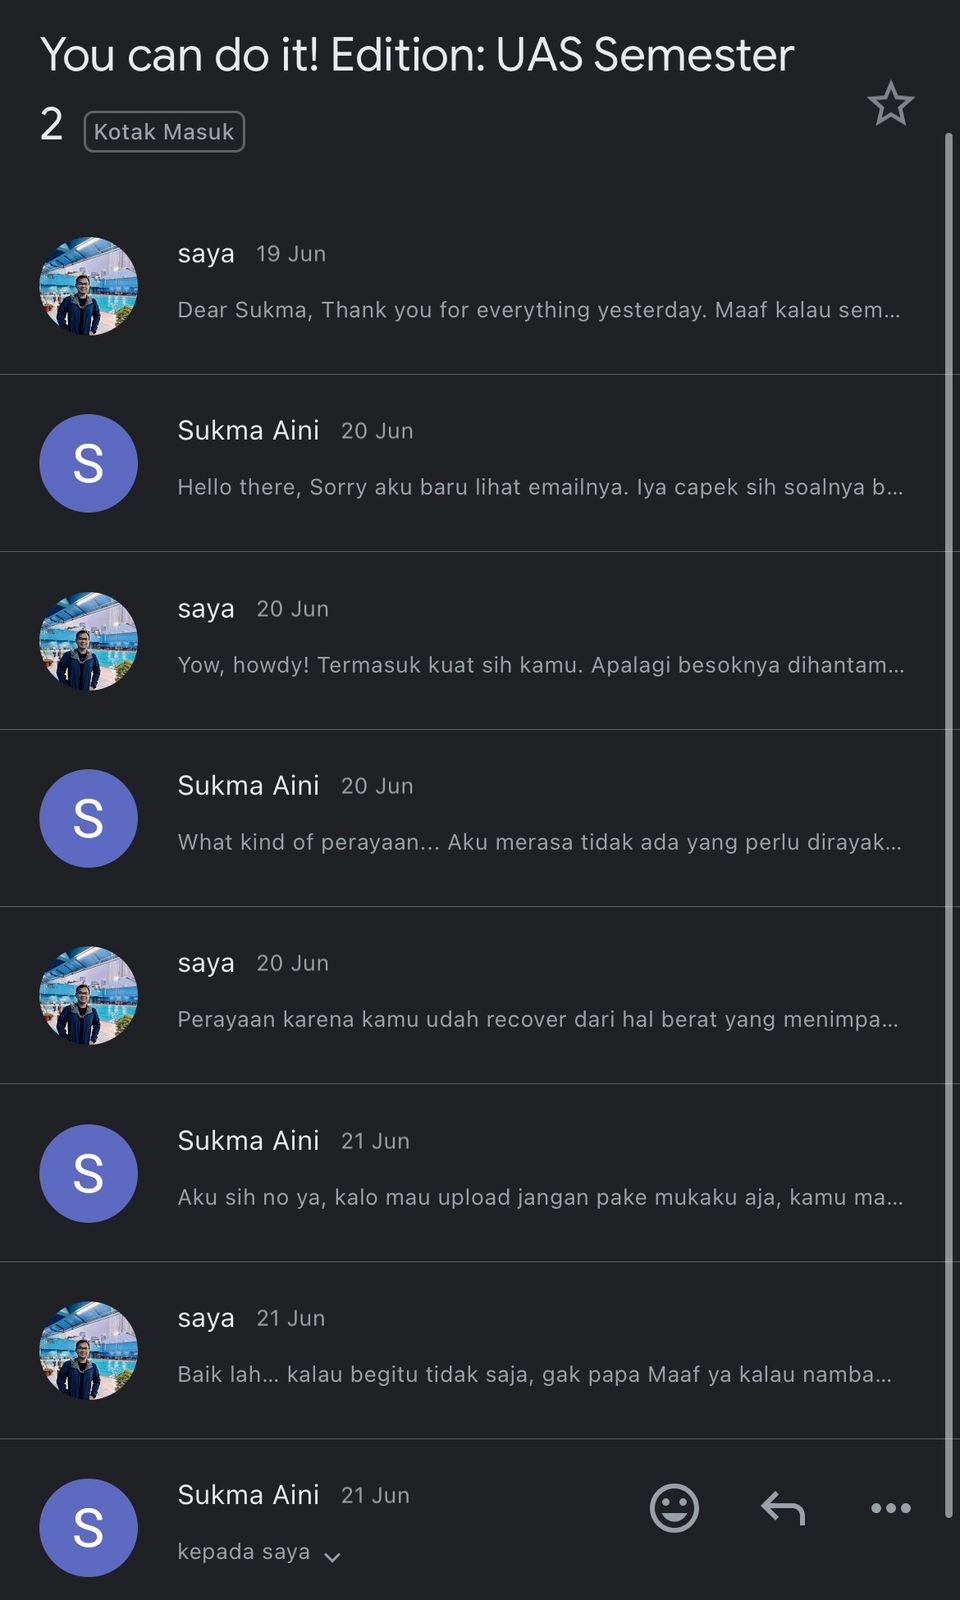 You can do it! Edition: UAS Semester
2 Kotak Masuk
saya 19 Jun
Dear Sukma, Thank you for everything yesterday. Maaf kalau sem...
S
Sukma Aini 20 Jun
Hello there, Sorry aku baru lihat emailnya. Iya capek sih soalnya b...
saya 20 Jun
Yow, howdy! Termasuk kuat sih kamu. Apalagi besoknya dihantam...
S
Sukma Aini 20 Jun
What kind of perayaan... Aku merasa tidak ada yang perlu dirayak...
saya 20 Jun
Perayaan karena kamu udah recover dari hal berat yang menimpa...
S
Sukma Aini 21 Jun
Aku sih no ya, kalo mau upload jangan pake mukaku aja, kamu ma...
saya 21 Jun
Baik lah... kalau begitu tidak saja, gak papa Maaf ya kalau namba...
S
Sukma Aini 21 Jun
kepada saya